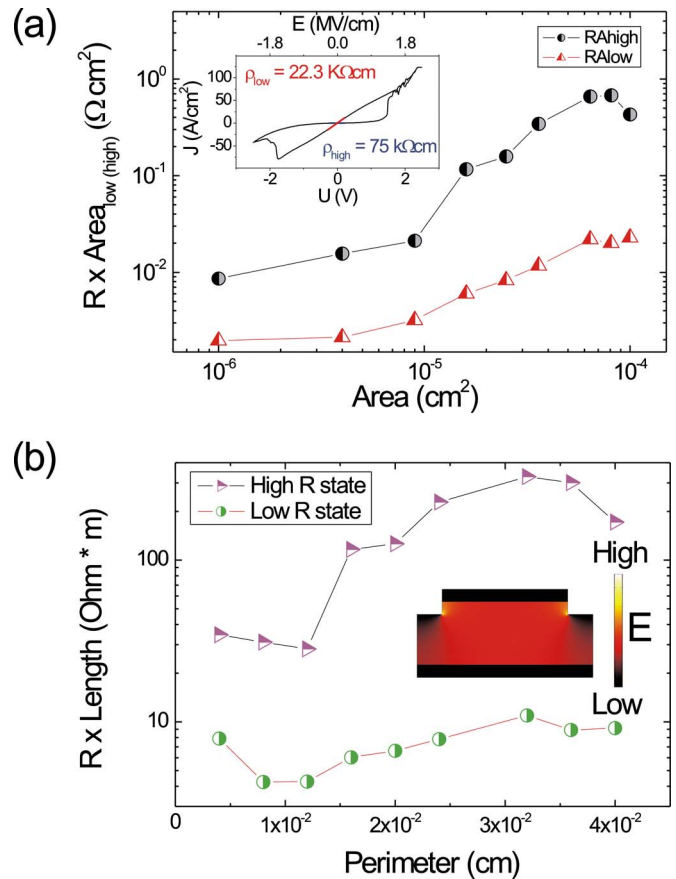 (a)
E (MV/cm)
-1.8 0.0 1.8
RAhigh
RAlow
ρlow = 22.3 KΩcm
ρhigh = 75 kΩcm
J (A/cm²)
100
50
0
-50
-2 0 2
U (V)
R x Area low (high) (Ω cm²)
10⁰
10⁻¹
10⁻²
10⁻⁶ 10⁻⁵ 10⁻⁴
Area (cm²)
(b)
High R state
Low R state
R x Length (Ohm * m)
100
10
High
E
Low
0 1x10⁻² 2x10⁻² 3x10⁻² 4x10⁻²
Perimeter (cm)